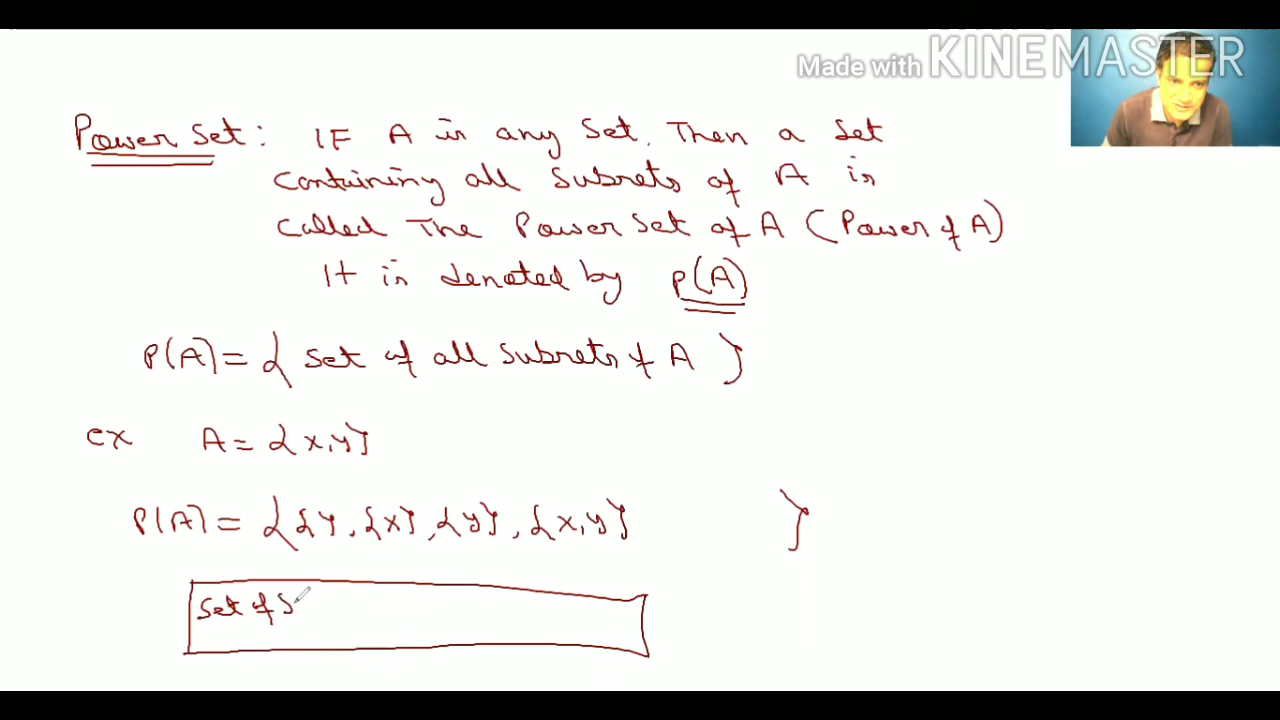 Made with KINEMASTER
Power Set: IF A is any Set. Then a Set
Containing all Subsets of A is
Called The Power Set of A (Power of A)
It is denoted by P(A)
P(A) = { Set of all Subsets of A }
ex A = {x,y}
P(A) = { { }, {x}, {y}, {x,y} }
Set of S